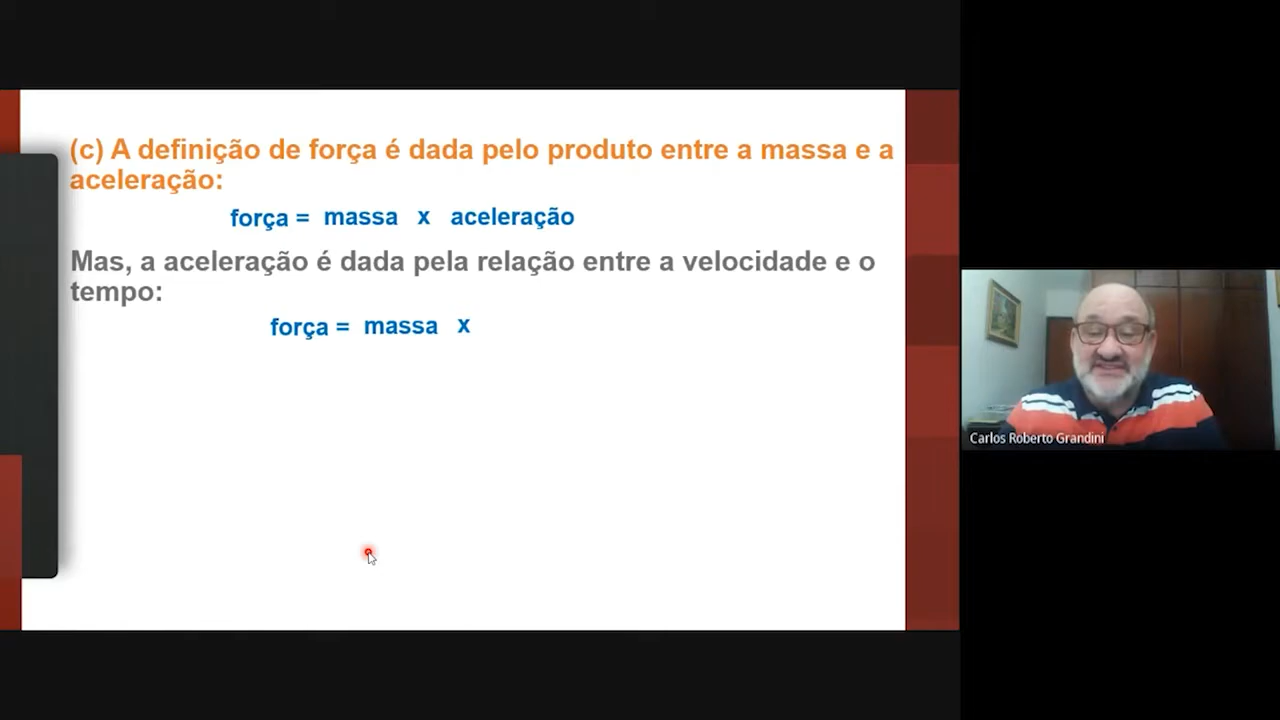 (c) A definição de força é dada pelo produto entre a massa e a
aceleração:
força = massa x aceleração
Mas, a aceleração é dada pela relação entre a velocidade e o
tempo:
força = massa x
Carlos Roberto Grandini